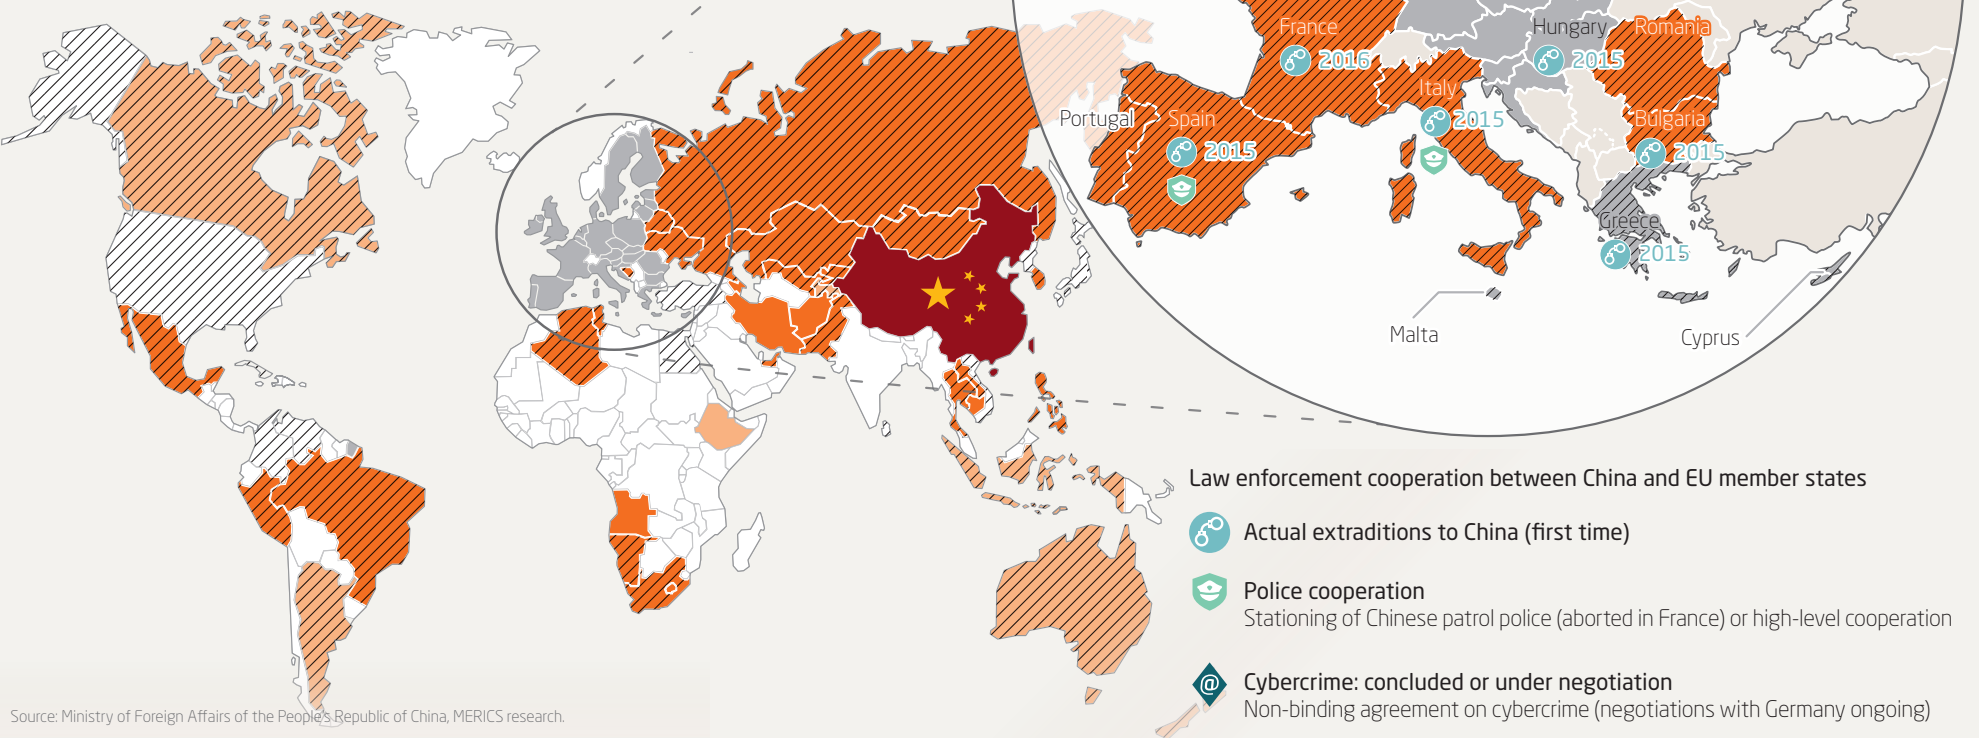 France
2016
Hungary
2015
Romania
Italy
2015
Portugal
Spain
2015
Bulgaria
2015
Greece
2015
Malta
Cyprus
Law enforcement cooperation between China and EU member states
Actual extraditions to China (first time)
Police cooperation
Stationing of Chinese patrol police (aborted in France) or high-level cooperation
@
Cybercrime: concluded or under negotiation
Non-binding agreement on cybercrime (negotiations with Germany ongoing)
Source: Ministry of Foreign Affairs of the People's Republic of China, MERICS research.